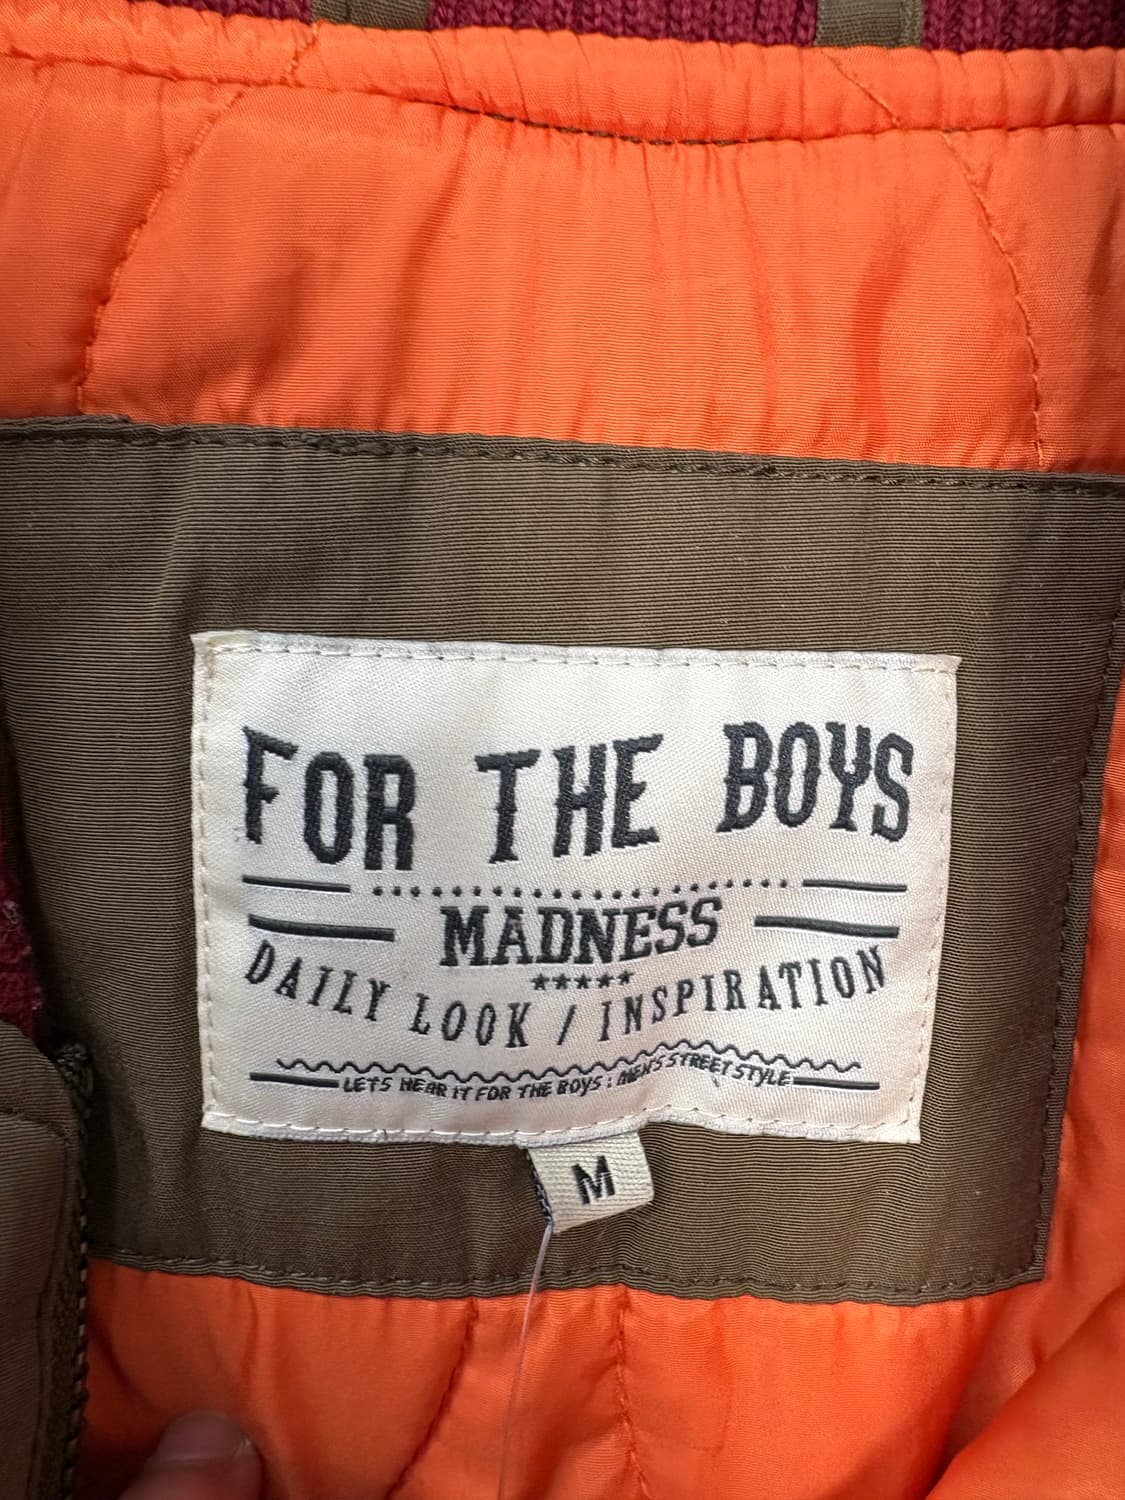 FOR THE BOYS
MADNESS
DAILY LOOK / INSPIRATION
LETS HEAR IT FOR THE BOYS : MEN'S STREET STYLE
M